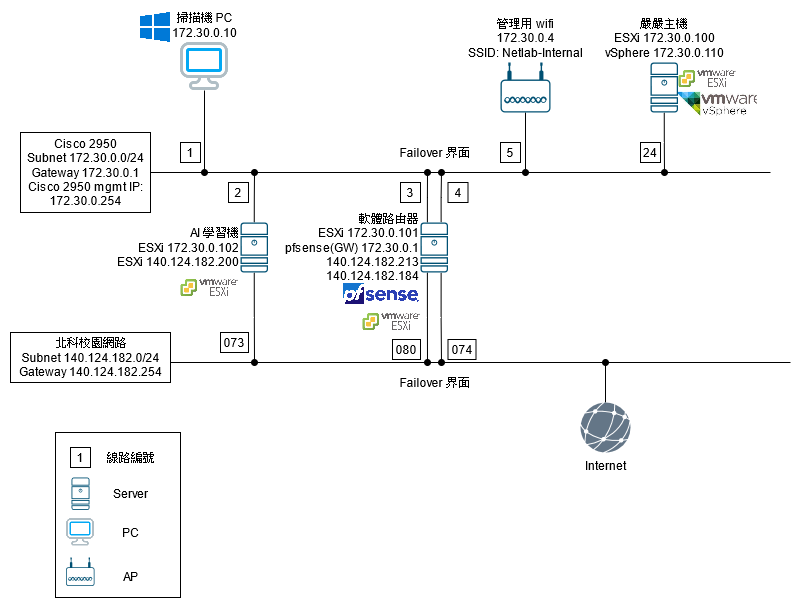 掃描機 PC
172.30.0.10
管理用 wifi
172.30.0.4
SSID: Netlab-Internal
嚴嚴主機
ESXi 172.30.0.100
vSphere 172.30.0.110
vmware
ESXi
vmware
vSphere
Cisco 2950
Subnet 172.30.0.0/24
Gateway 172.30.0.1
Cisco 2950 mgmt IP:
172.30.0.254
1
Failover 界面
5
24
2
3
4
AI 學習機
ESXi 172.30.0.102
ESXi 140.124.182.200
vmware
ESXi
軟體路由器
ESXi 172.30.0.101
pfsense(GW) 172.30.0.1
140.124.182.213
140.124.182.184
pfsense
vmware
ESXi
北科校園網路
Subnet 140.124.182.0/24
Gateway 140.124.182.254
073
080
074
Failover 界面
Internet
1
線路編號
Server
PC
AP